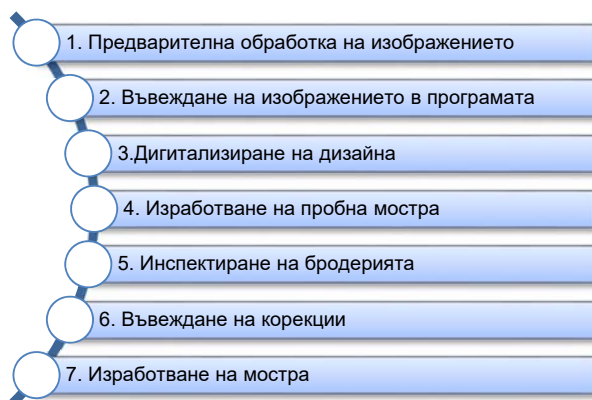 1. Предварителна обработка на изображението
2. Въвеждане на изображението в програмата
3.Дигитализиране на дизайна
4. Изработване на пробна мостра
5. Инспектиране на бродерията
6. Въвеждане на корекции
7. Изработване на мостра